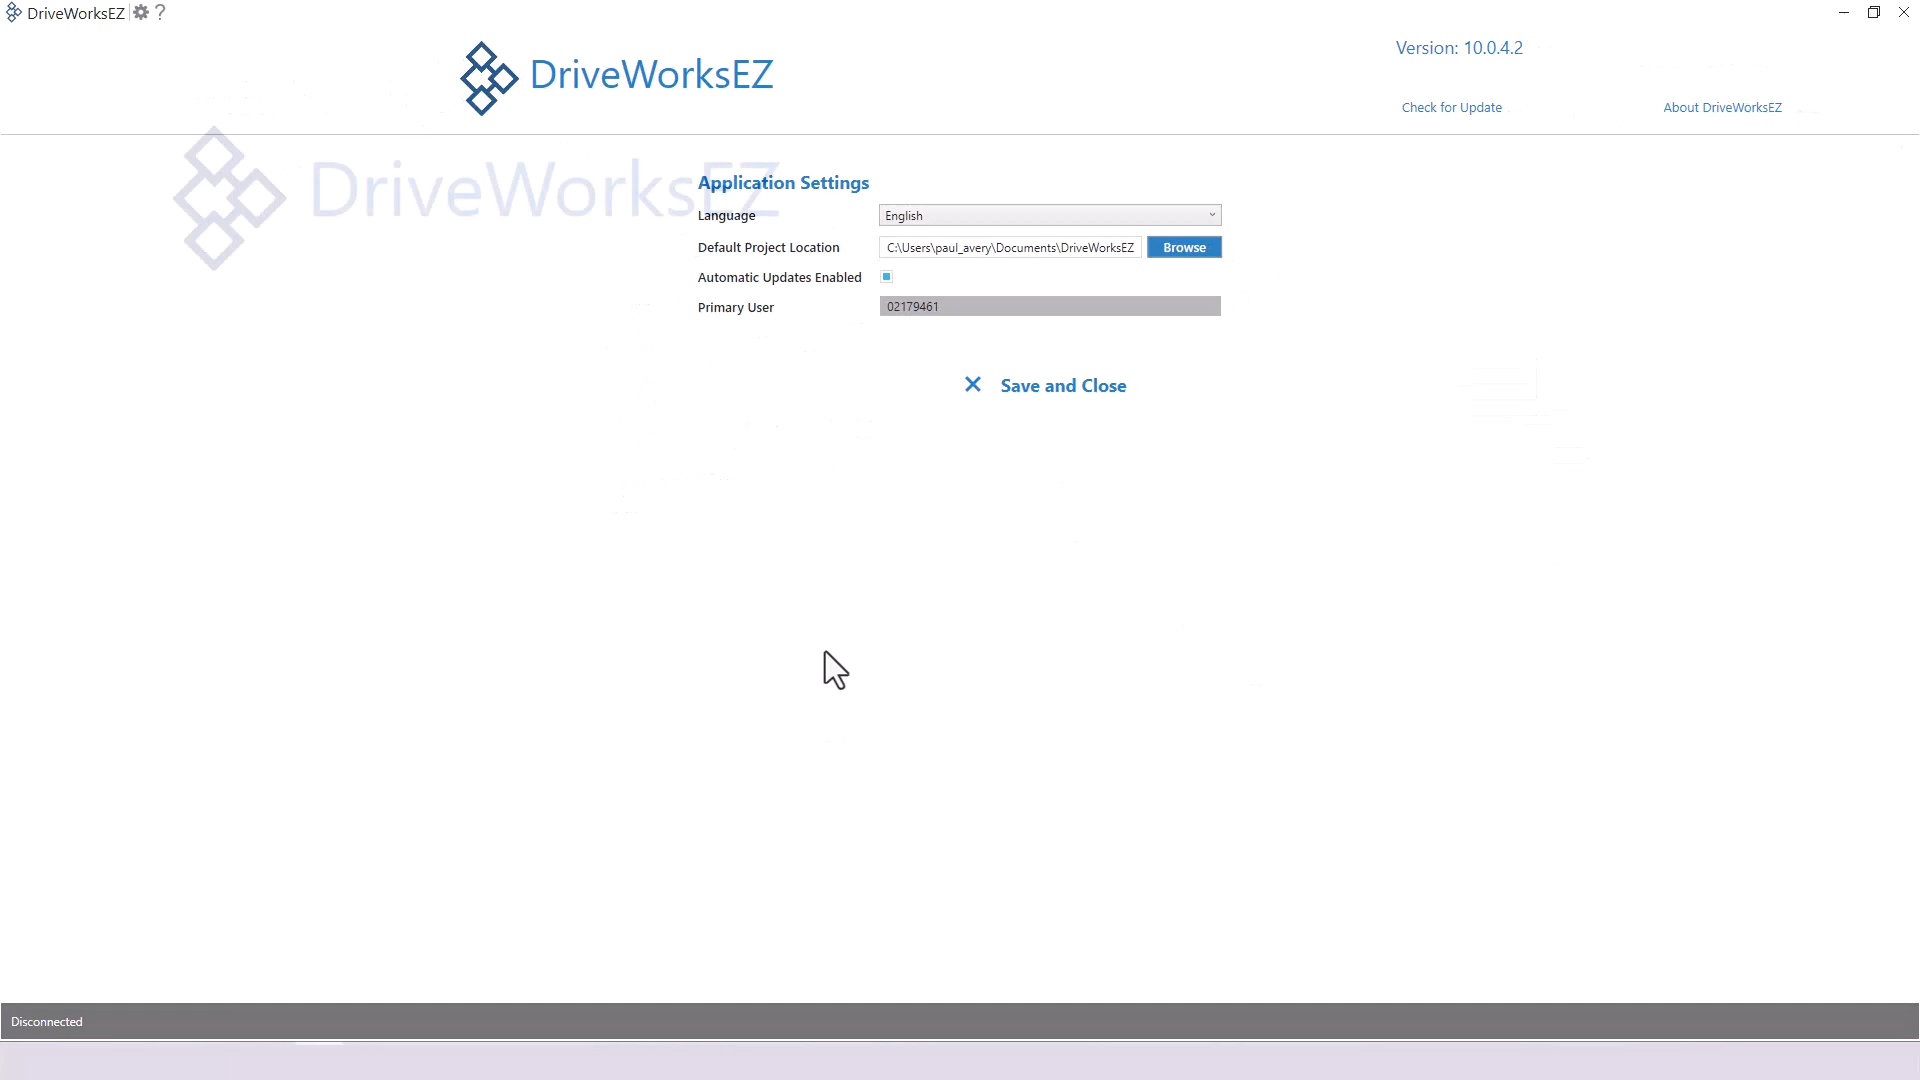 DriveWorksEZ
DriveWorksEZ
Version: 10.0.4.2
Check for Update
About DriveWorksEZ
DriveWorksEZ
Application Settings
Language
English
Default Project Location
C:\Users\paul_avery\Documents\DriveWorksEZ
Browse
Automatic Updates Enabled
Primary User
02179461
Save and Close
Disconnected